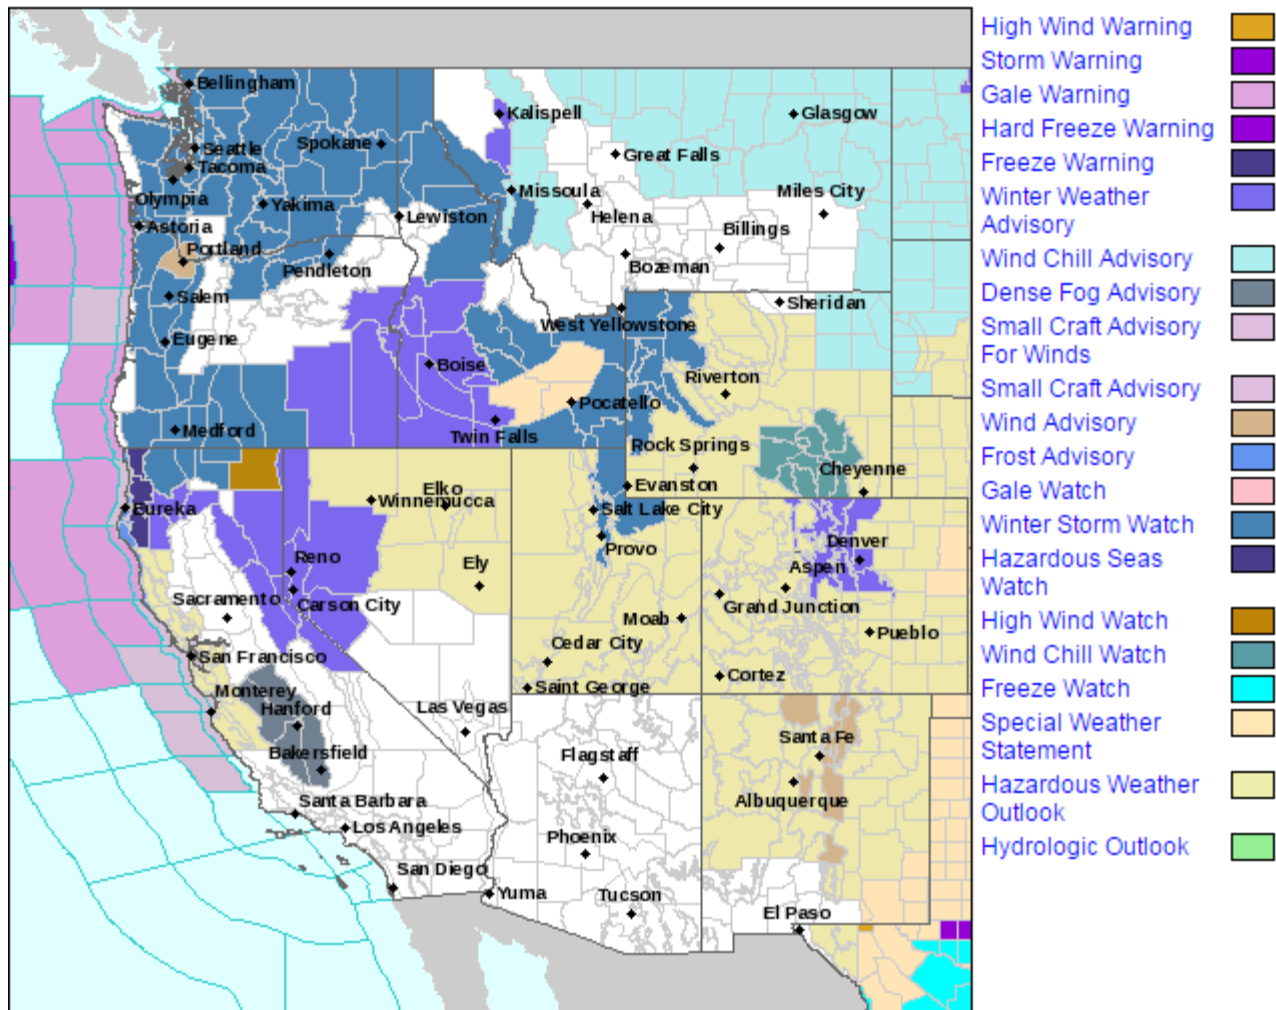 High Wind Warning
Storm Warning
Gale Warning
Hard Freeze Warning
Freeze Warning
Winter Weather
Advisory
Wind Chill Advisory
Dense Fog Advisory
Small Craft Advisory
For Winds
Small Craft Advisory
Wind Advisory
Frost Advisory
Gale Watch
Winter Storm Watch
Hazardous Seas
Watch
High Wind Watch
Wind Chill Watch
Freeze Watch
Special Weather
Statement
Hazardous Weather
Outlook
Hydrologic Outlook
Bellingham
Kalispell
Glasgow
Seattle
Spokane
Great Falls
Tacoma
Olympia
Yakima
Missoula
Miles City
Astoria
Lewiston
Helena
Billings
Portland
Pendleton
Bozeman
Salem
Sheridan
Eugene
West Yellowstone
Boise
Riverton
Pocatello
Medford
Twin Falls
Rock Springs
Cheyenne
Elko
Winnemucca
Evanston
Eureka
Salt Lake City
Provo
Denver
Reno
Ely
Aspen
Sacramento
Carson City
Grand Junction
Moab
Pueblo
San Francisco
Cedar City
Cortez
Monterey
Saint George
Hanford
Las Vegas
Santa Fe
Bakersfield
Flagstaff
Albuquerque
Santa Barbara
Los Angeles
Phoenix
San Diego
Yuma
Tucson
El Paso